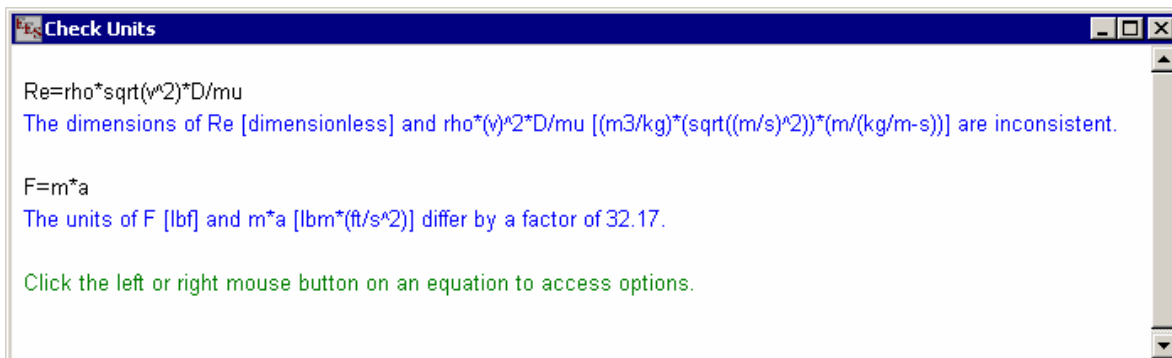 EES Check Units
Re=rho*sqrt(v^2)*D/mu
The dimensions of Re [dimensionless] and rho*(v)^2*D/mu [(m3/kg)*(sqrt((m/s)^2))*(m/(kg/m-s))] are inconsistent.
F=m*a
The units of F [lbf] and m*a [lbm*(ft/s^2)] differ by a factor of 32.17.
Click the left or right mouse button on an equation to access options.